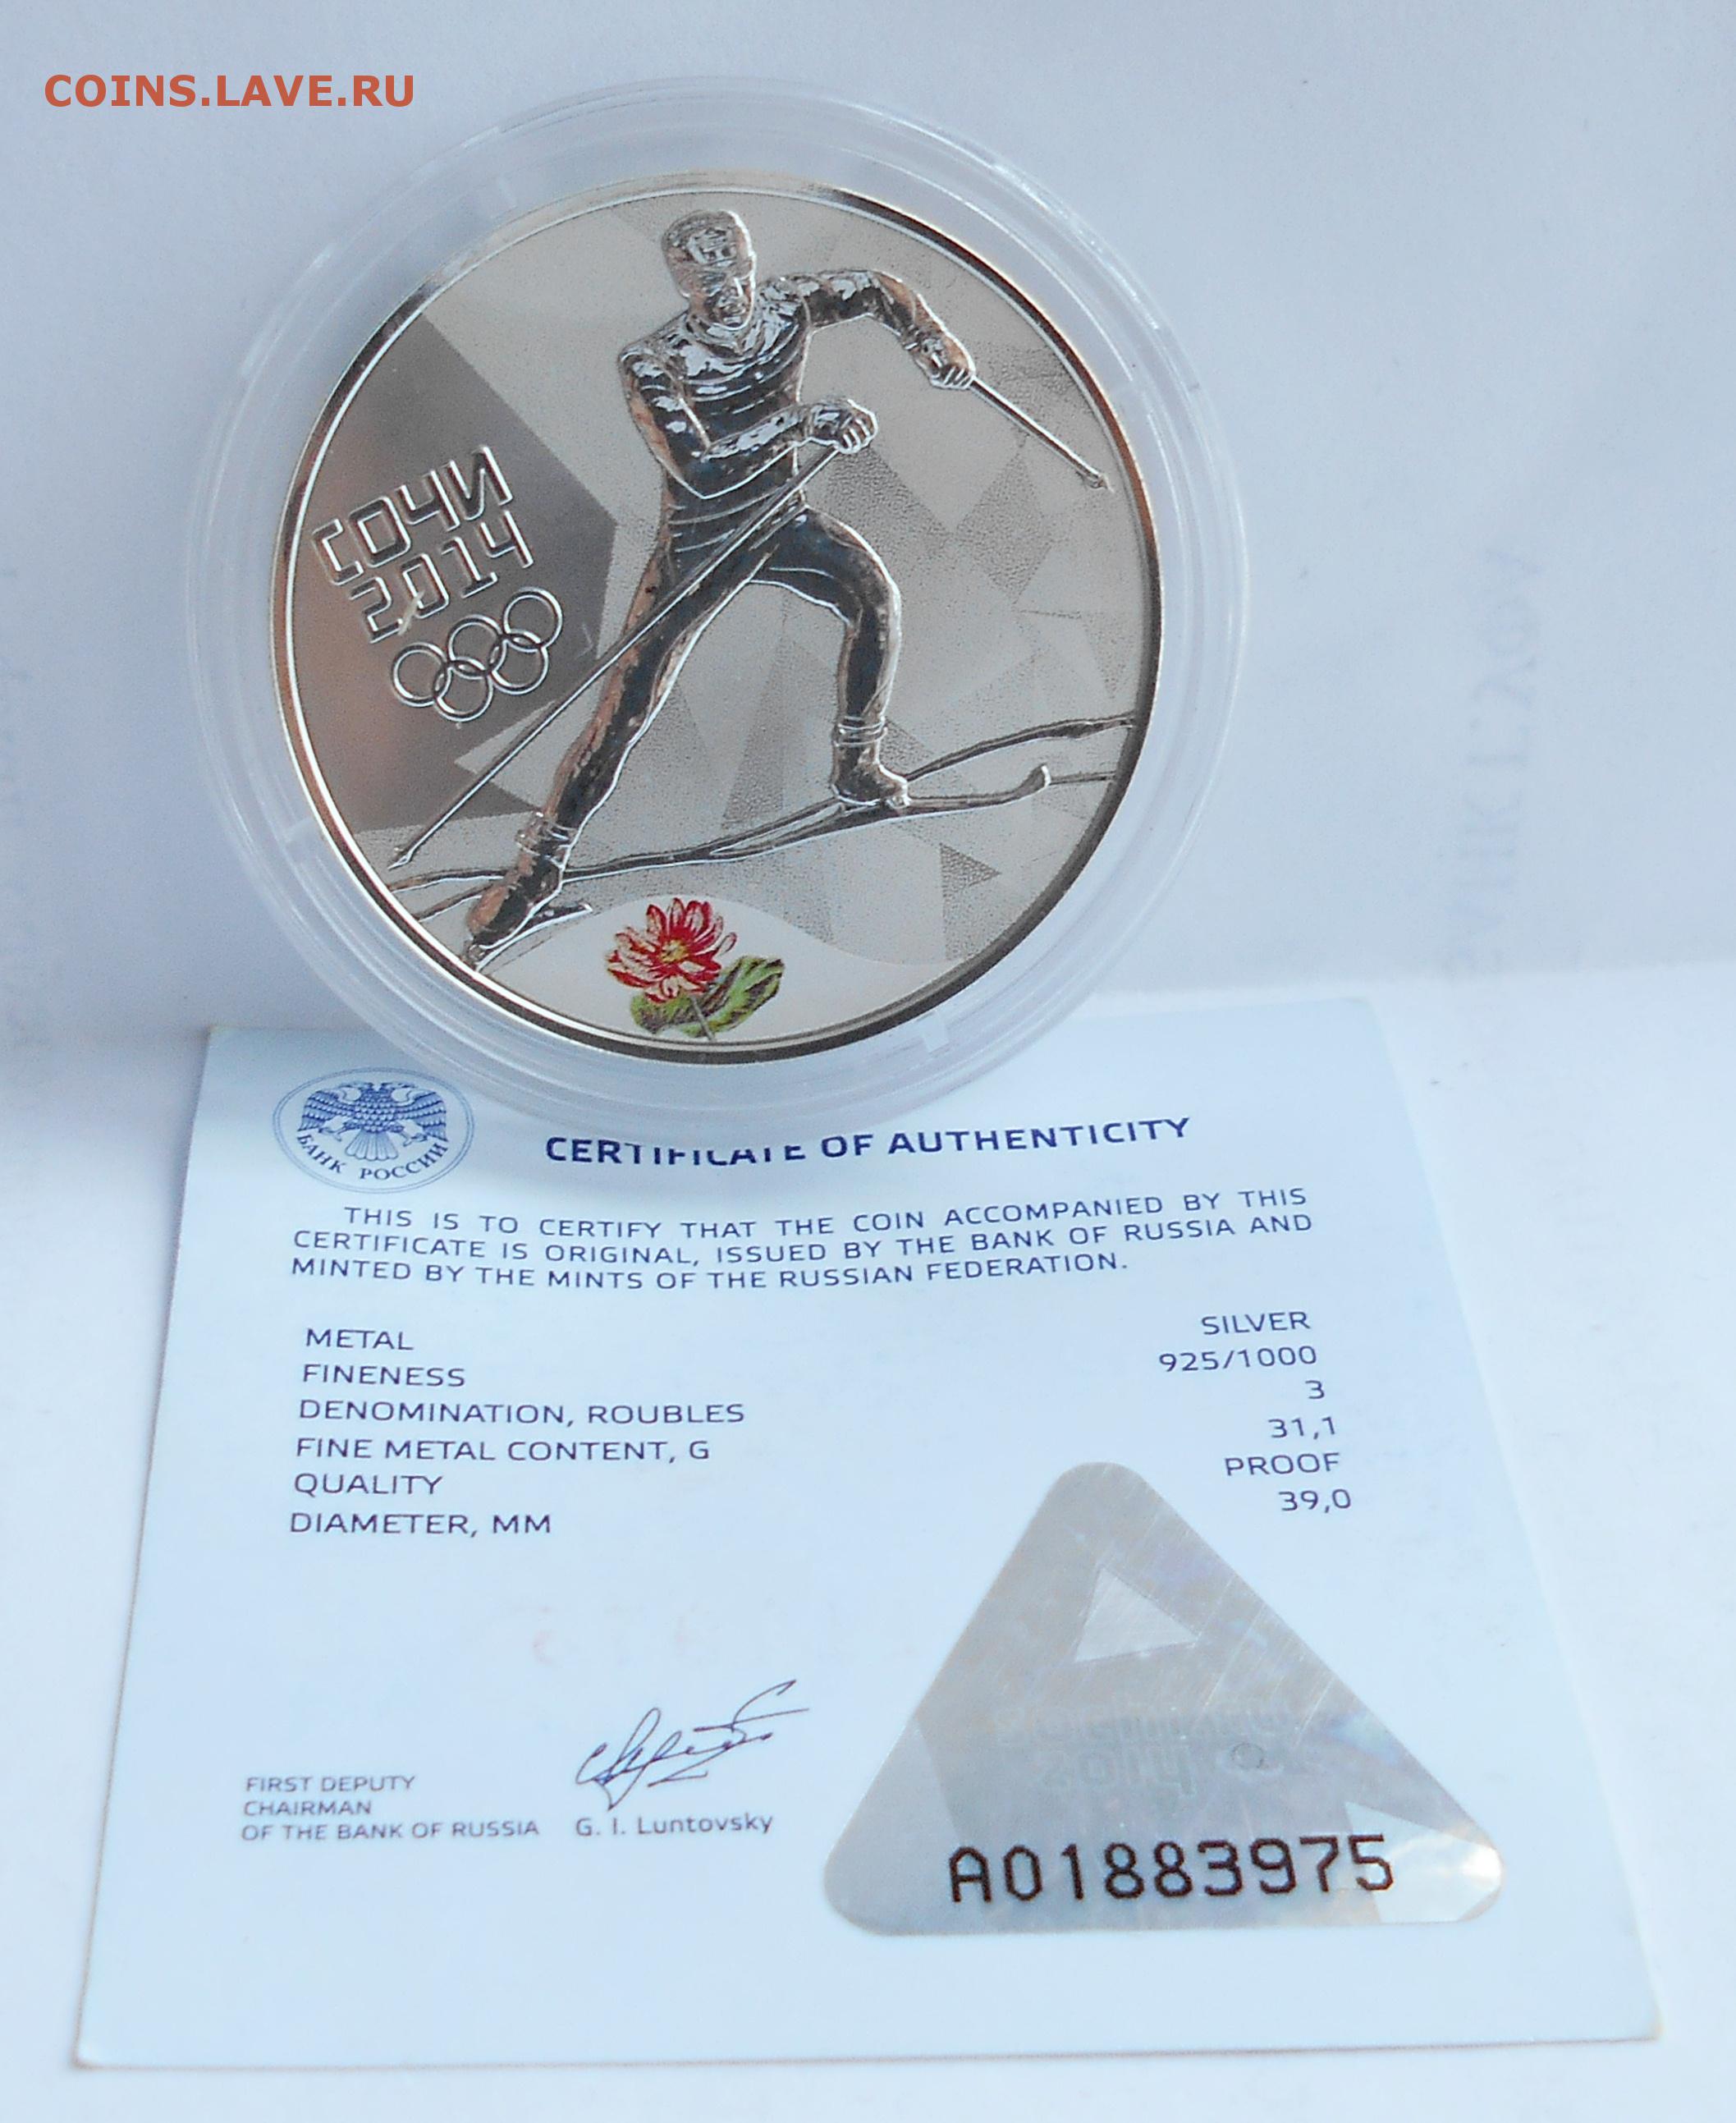 COINS.LAVE.RU
СОЧИ
2014
БАНК РОССИИ
CERTIFICATE OF AUTHENTICITY
THIS IS TO CERTIFY THAT THE COIN ACCOMPANIED BY THIS
CERTIFICATE IS ORIGINAL, ISSUED BY THE BANK OF RUSSIA AND
MINTED BY THE MINTS OF THE RUSSIAN FEDERATION.
METAL SILVER
FINENESS 925/1000
DENOMINATION, ROUBLES 3
FINE METAL CONTENT, G 31,1
QUALITY PROOF
DIAMETER, MM 39,0
FIRST DEPUTY
CHAIRMAN
OF THE BANK OF RUSSIA G. I. Luntovsky
sochi.ru
2014
A01883975